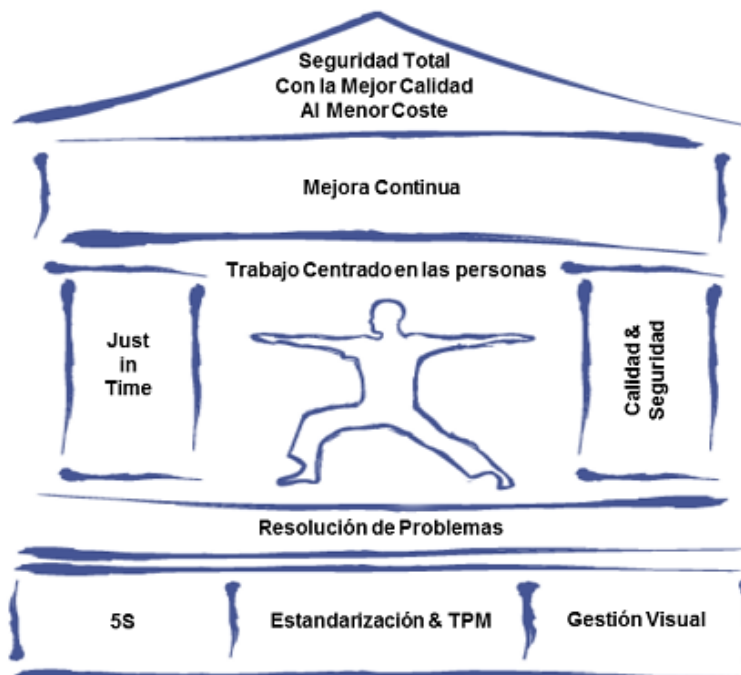 Seguridad Total
Con la Mejor Calidad
Al Menor Coste
Mejora Continua
Trabajo Centrado en las personas
Just
in
Time
Calidad &
Seguridad
Resolución de Problemas
5S
Estandarización & TPM
Gestión Visual